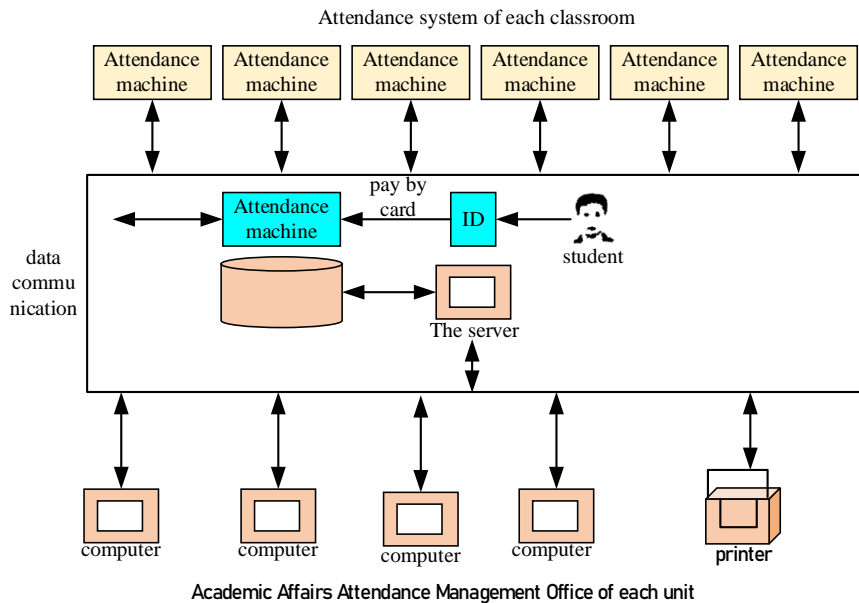 Attendance system of each classroom
Attendance
machine
Attendance
machine
Attendance
machine
Attendance
machine
Attendance
machine
Attendance
machine
pay by
card
Attendance
machine
ID
student
data
commu
nication
The server
computer
computer
computer
computer
printer
Academic Affairs Attendance Management Office of each unit